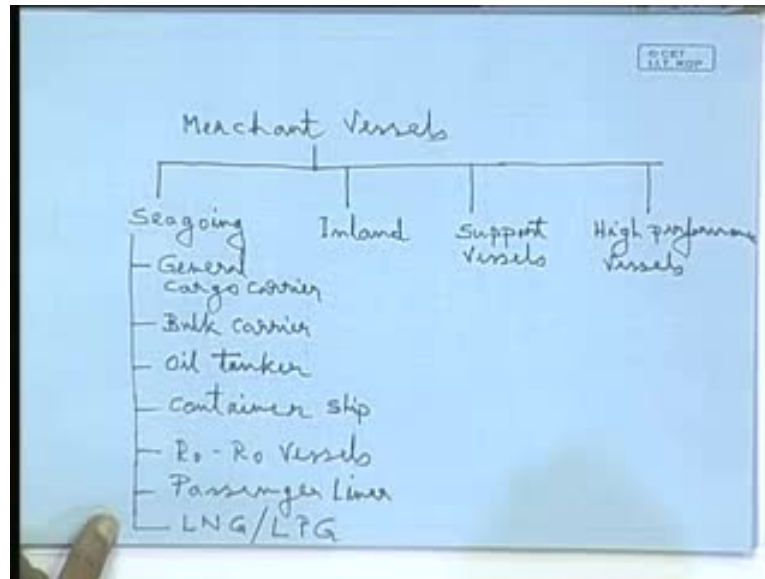 © CET
I.I.T. KGP
Merchant Vessels
Seagoing Inland Support Vessels High performance Vessels
General
Cargo carrier
Bulk carrier
Oil tanker
Container ship
Ro-Ro Vessels
Passenger Liner
LNG/LPG